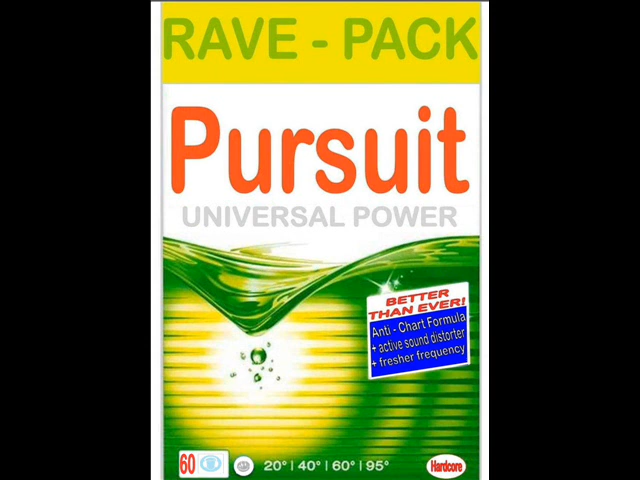 RAVE - PACK
Pursuit
UNIVERSAL POWER
BETTER
THAN EVER!
Anti - Chart Formula
+ active sound distorter
+ fresher frequency
60
20° | 40° | 60° | 95°
Hardcore